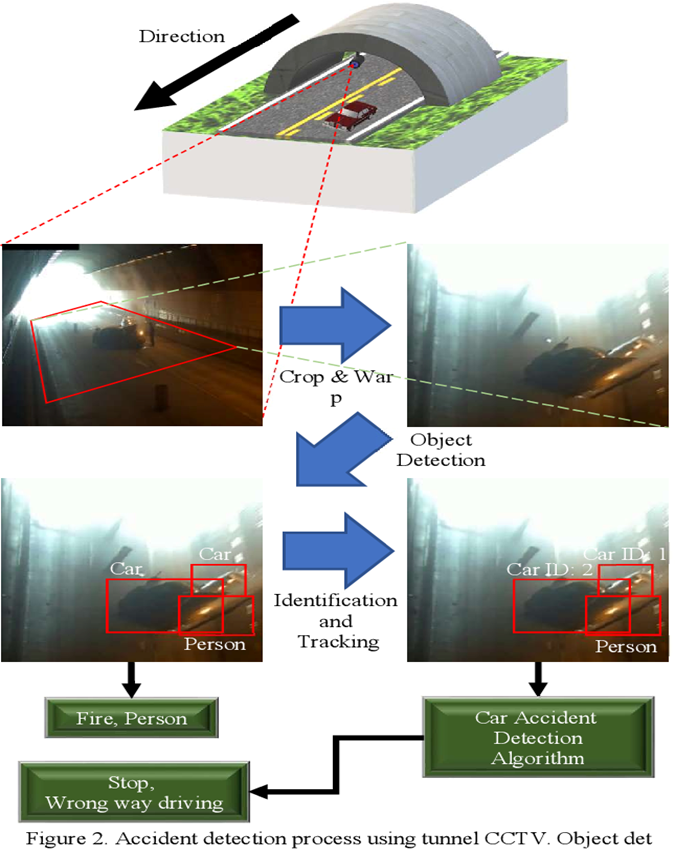 Direction
Crop & War
p
Object
Detection
Car
Car
Person
Identification
and
Tracking
Car ID: 1
Car ID: 2
Person
Fire, Person
Car Accident
Detection
Algorithm
Stop,
Wrong way driving
Figure 2. Accident detection process using tunnel CCTV. Object det